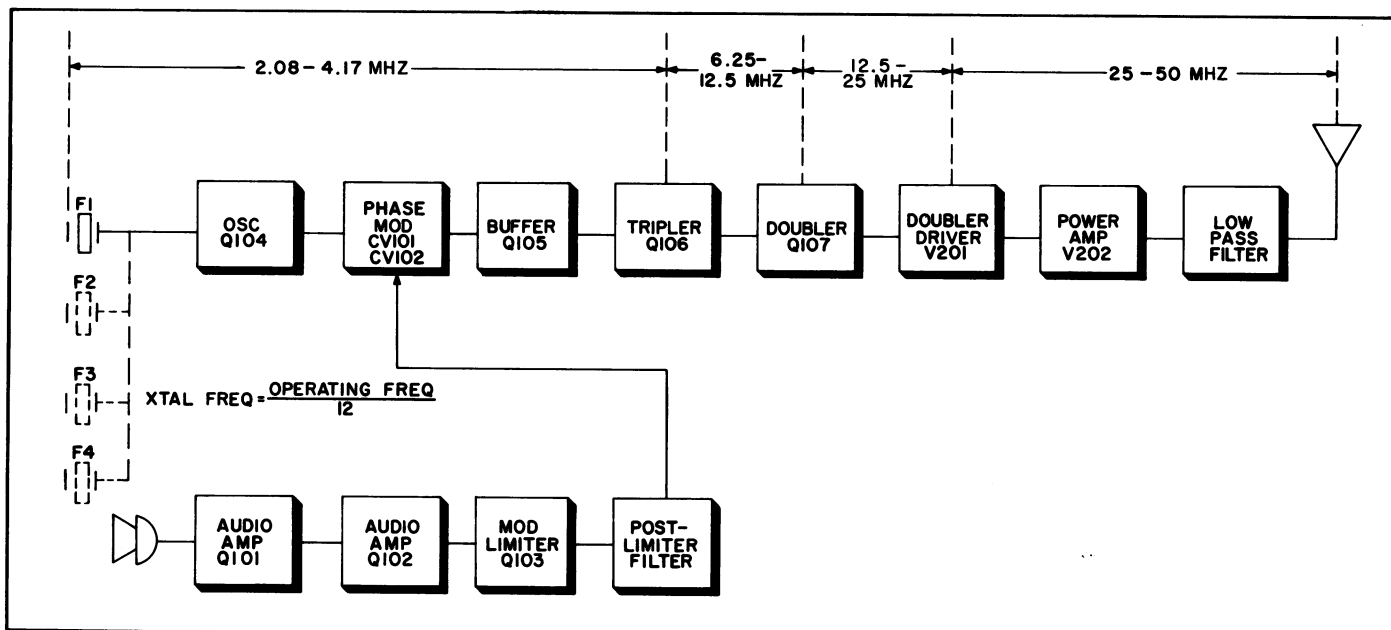 2.08-4.17 MHZ
6.25-
12.5 MHZ
12.5-
25 MHZ
25-50 MHZ
F1
OSC
Q104
PHASE
MOD
CV101
CV102
BUFFER
Q105
TRIPLER
Q106
DOUBLER
Q107
DOUBLER
DRIVER
V201
POWER
AMP
V202
LOW
PASS
FILTER
F2
F3
XTAL FREQ = OPERATING FREQ
12
F4
AUDIO
AMP
Q101
AUDIO
AMP
Q102
MOD
LIMITER
Q103
POST-
LIMITER
FILTER